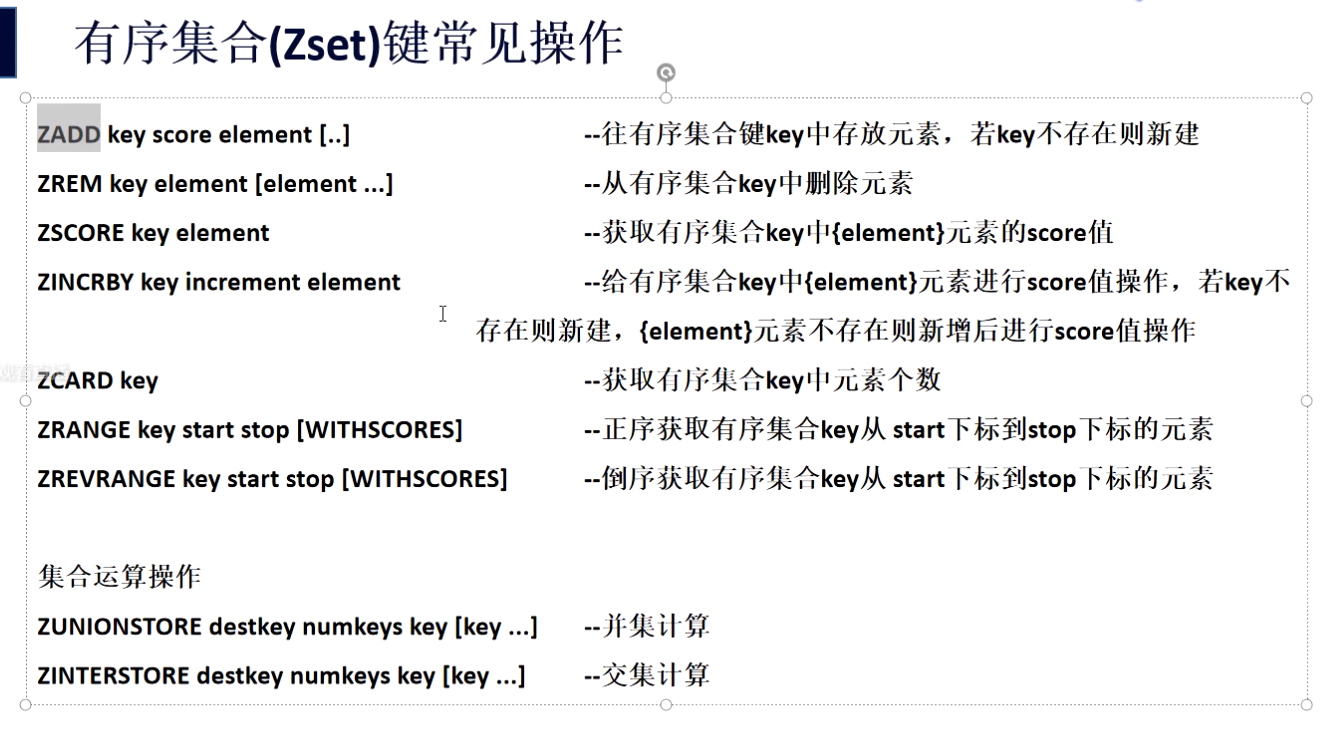 有序集合(Zset)键常见操作
ZADD key score element [..] --往有序集合键key中存放元素，若key不存在则新建
ZREM key element [element ...] --从有序集合key中删除元素
ZSCORE key element --获取有序集合key中{element}元素的score值
ZINCRBY key increment element --给有序集合key中{element}元素进行score值操作，若key不
存在则新建，{element}元素不存在则新增后进行score值操作
ZCARD key --获取有序集合key中元素个数
ZRANGE key start stop [WITHSCORES] --正序获取有序集合key从 start下标到stop下标的元素
ZREVRANGE key start stop [WITHSCORES] --倒序获取有序集合key从 start下标到stop下标的元素
集合运算操作
ZUNIONSTORE destkey numkeys key [key ...] --并集计算
ZINTERSTORE destkey numkeys key [key ...] --交集计算